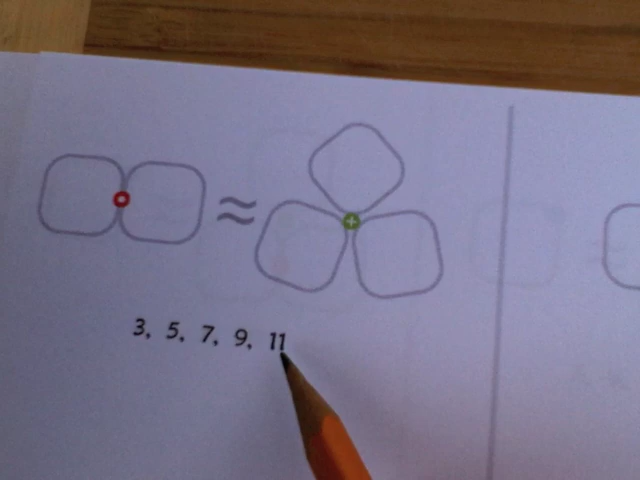 ≈
3, 5, 7, 9, 11